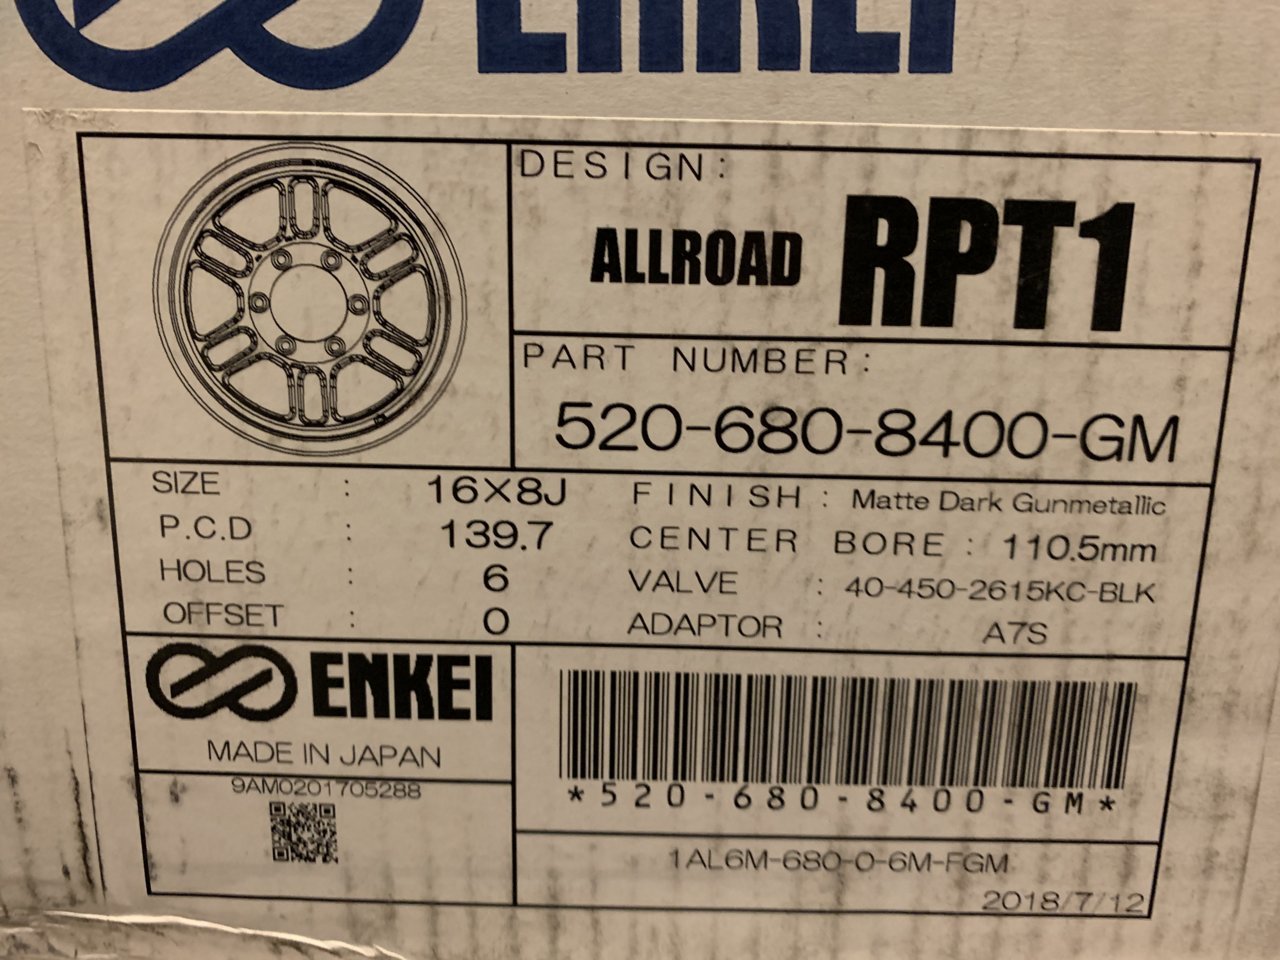 ENKEI
DESIGN:
ALLROAD RPT1
PART NUMBER:
520-680-8400-GM
SIZE : 16×8J
P.C.D : 139.7
HOLES : 6
OFFSET : 0
FINISH : Matte Dark Gunmetallic
CENTER BORE : 110.5mm
VALVE : 40-450-2615KC-BLK
ADAPTOR : A7S
ENKEI
MADE IN JAPAN
9AM0201705288
*520-680-8400-GM*
1AL6M-680-0-6M-FGM
2018/7/12